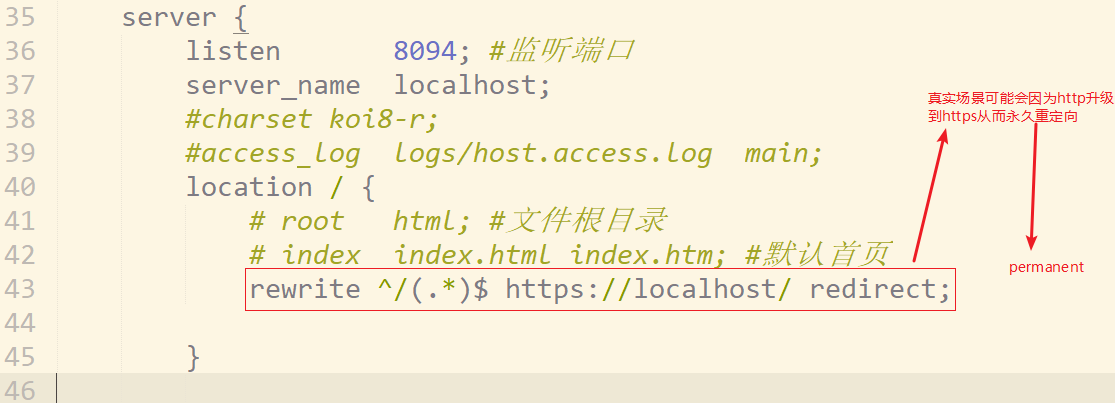 35 server {
36 listen 8094; #监听端口
37 server_name localhost;
38 #charset koi8-r;
39 #access_log logs/host.access.log main;
40 location / {
41 # root html; #文件根目录
42 # index index.html index.htm; #默认首页
43 rewrite ^/(.*)$ https://localhost/ redirect;
44
45 }
46
真实场景可能会因为http升级
到https从而永久重定向
permanent